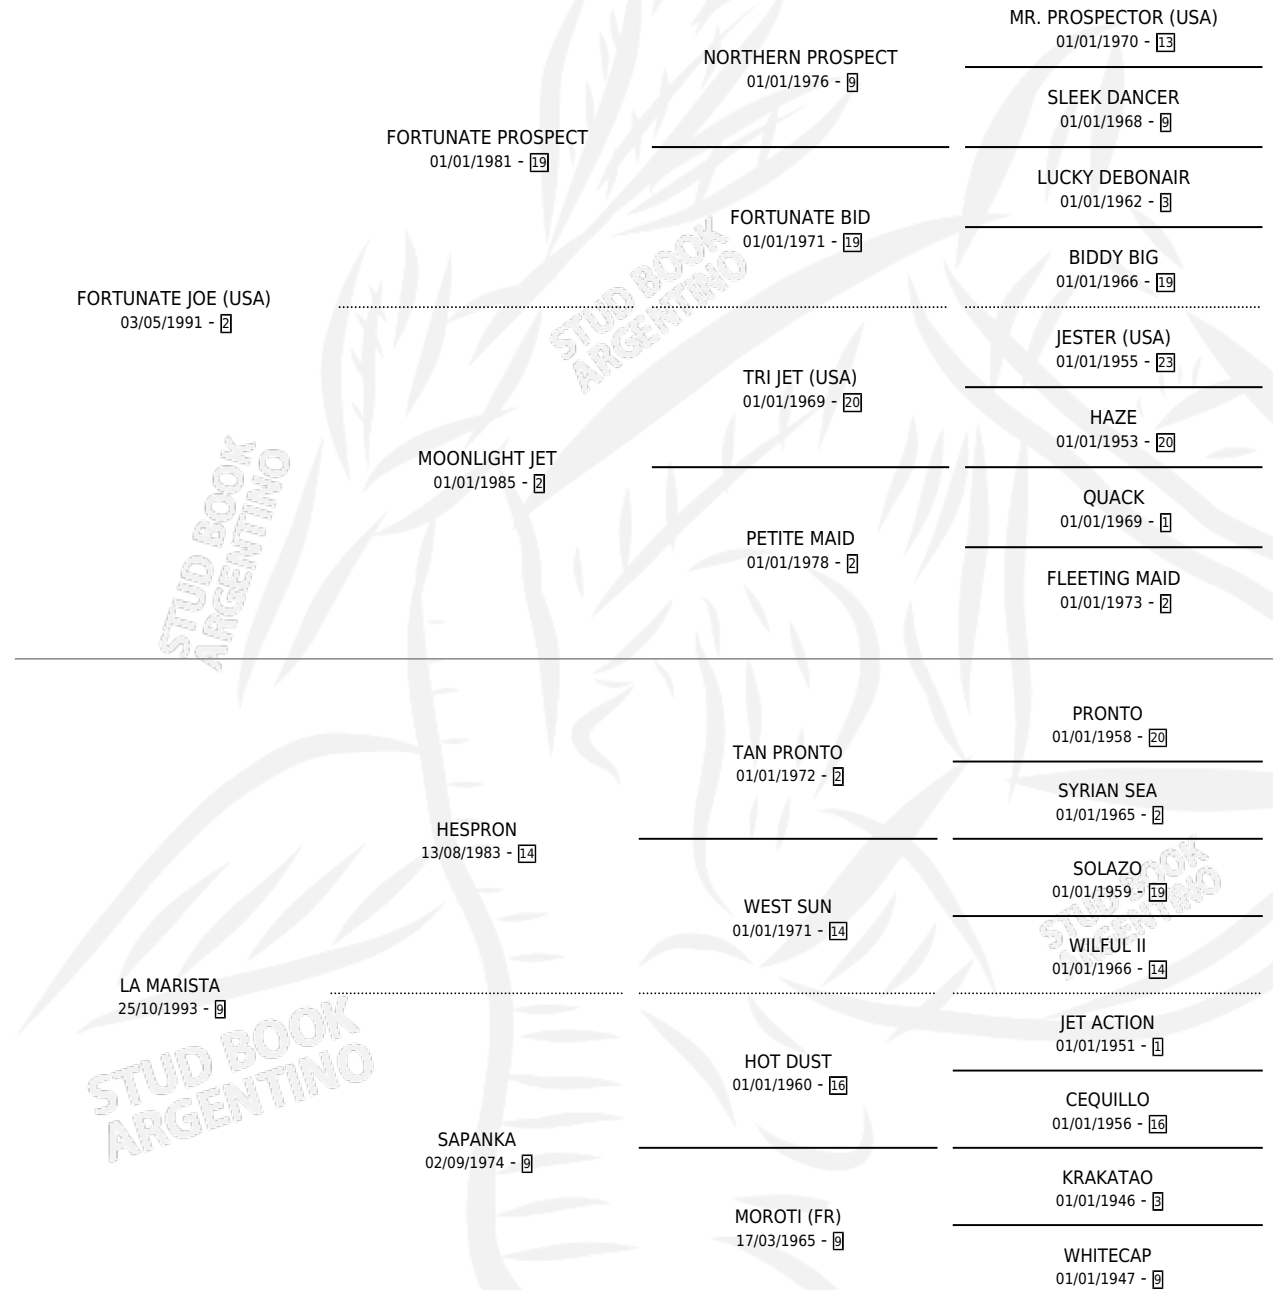 MR. PROSPECTOR (USA)
01/01/1970 - 13
NORTHERN PROSPECT
01/01/1976 - 9
SLEEK DANCER
01/01/1968 - 9
FORTUNATE PROSPECT
01/01/1981 - 19
LUCKY DEBONAIR
01/01/1962 - 3
FORTUNATE BID
01/01/1971 - 19
BIDDY BIG
01/01/1966 - 19
FORTUNATE JOE (USA)
03/05/1991 - 2
JESTER (USA)
01/01/1955 - 23
TRI JET (USA)
01/01/1969 - 20
HAZE
01/01/1953 - 20
MOONLIGHT JET
01/01/1985 - 2
QUACK
01/01/1969 - 1
PETITE MAID
01/01/1978 - 2
FLEETING MAID
01/01/1973 - 2
PRONTO
01/01/1958 - 20
TAN PRONTO
01/01/1972 - 2
SYRIAN SEA
01/01/1965 - 2
HESPRON
13/08/1983 - 14
SOLAZO
01/01/1959 - 19
WEST SUN
01/01/1971 - 14
WILFUL II
01/01/1966 - 14
LA MARISTA
25/10/1993 - 9
JET ACTION
01/01/1951 - 1
HOT DUST
01/01/1960 - 16
CEQUILLO
01/01/1956 - 16
SAPANKA
02/09/1974 - 9
KRAKATAO
01/01/1946 - 3
MOROTI (FR)
17/03/1965 - 9
WHITECAP
01/01/1947 - 9
STUD BOOK
ARGENTINO
STUD BOOK
ARGENTINO
STUD BOOK
ARGENTINO
STUD BOOK
ARGENTINO